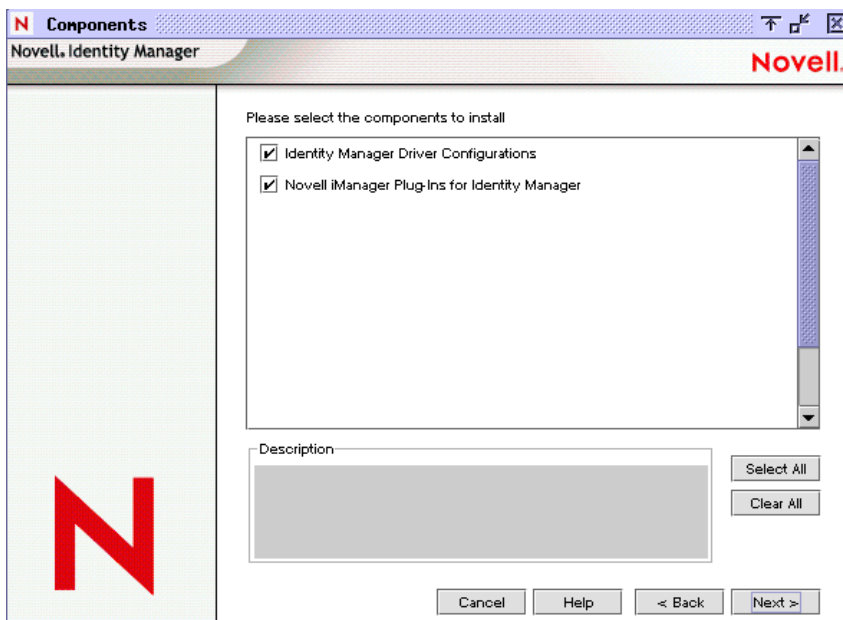 N Components
Novell. Identity Manager
Novell.
Please select the components to install
Identity Manager Driver Configurations
Novell iManager Plug-Ins for Identity Manager
Description
Select All
Clear All
N
Cancel
Help
< Back
Next >